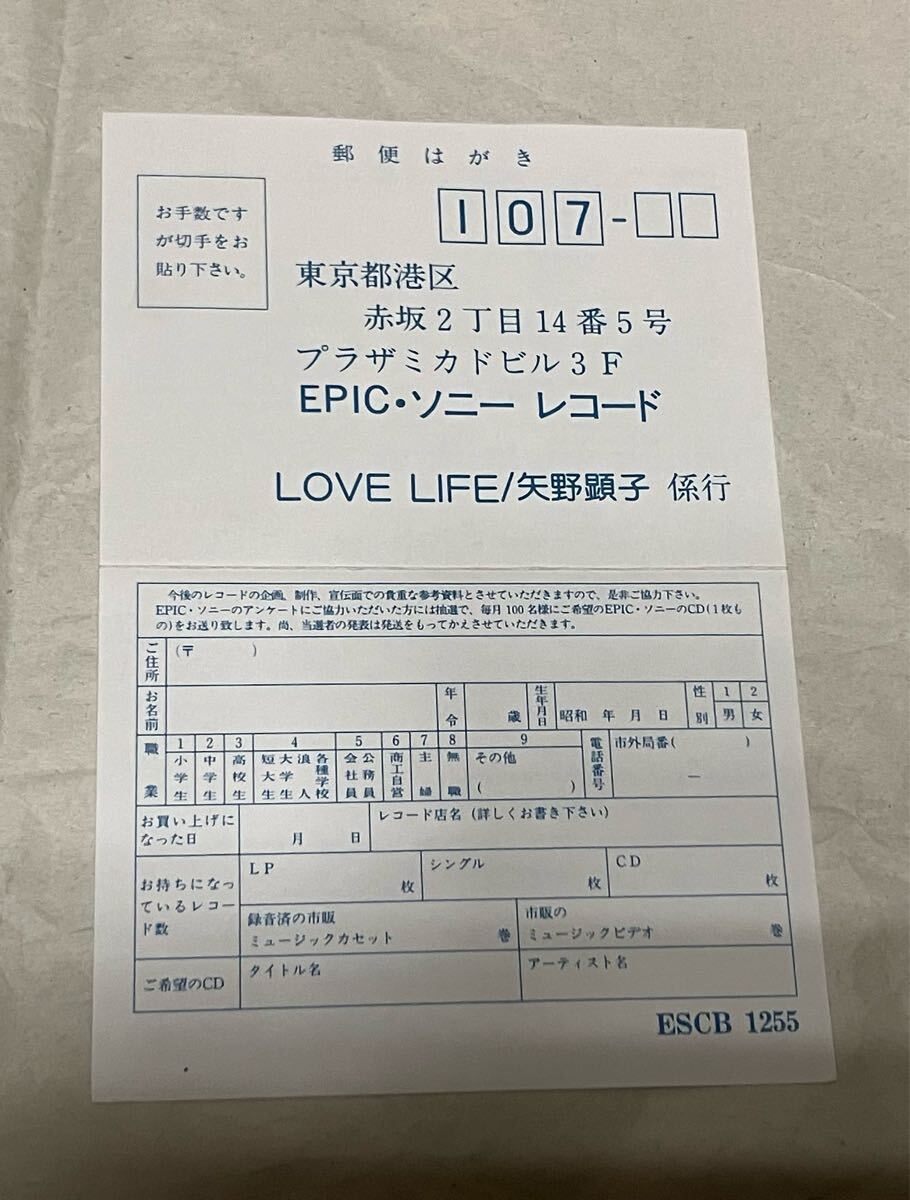 郵便はがき
お手数です
が切手をお
貼り下さい。
107-
東京都港区
赤坂2丁目14番5号
プラザミカドビル3F
EPIC・ソニー レコード
LOVE LIFE/矢野顕子 係行
今後のレコードの企画、制作、宣伝面での貴重な参考資料とさせていただきますので、是非ご協力下さい。
EPIC・ソニーのアンケートにご協力いただいた方には抽選で、毎月100名様にご希望のEPIC・ソニーのCD(1枚も
の)をお送り致します。尚、当選者の発表は発送をもってかえさせていただきます。
ご住所
(〒 )
お名前
年令
歳
生年月日
昭和 年 月 日
性別
1 男
2 女
職業
1 小学生
2 中学生
3 高校生
4 各種学校 浪人 大学生 短大生
5 公務員 会社員
6 商工自営
7 主婦
8 無職
9 その他
( )
電話番号
市外局番( )
―
お買い上げに
なった日
月 日
レコード店名(詳しくお書き下さい)
お持ちになっ
ているレコー
ド数
LP 枚
シングル 枚
CD 枚
録音済の市販
ミュージックカセット 巻
市販の
ミュージックビデオ 巻
ご希望のCD
タイトル名
アーティスト名
ESCB 1255